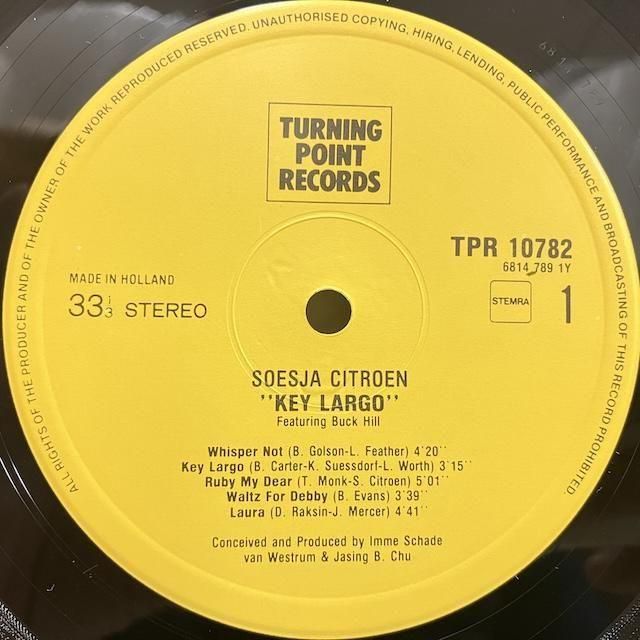 ALL RIGHTS OF THE PRODUCER AND OF THE OWNER OF THE WORK REPRODUCED RESERVED. UNAUTHORISED COPYING, HIRING, LENDING, PUBLIC PERFORMANCE AND BROADCASTING OF THIS RECORD PROHIBITED.
TURNING
POINT
RECORDS
TPR 10782
6814 789 1Y
MADE IN HOLLAND
33 1/3 STEREO
STEMRA
1
SOESJA CITROEN
"KEY LARGO"
Featuring Buck Hill
Whisper Not (B. Golson-L. Feather) 4'20''
Key Largo (B. Carter-K. Suessdorf-L. Worth) 3'15''
Ruby My Dear (T. Monk-S. Citroen) 5'01''
Waltz For Debby (B. Evans) 3'39''
Laura (D. Raksin-J. Mercer) 4'41''
Conceived and Produced by Imme Schade
van Westrum & Jasing B. Chu